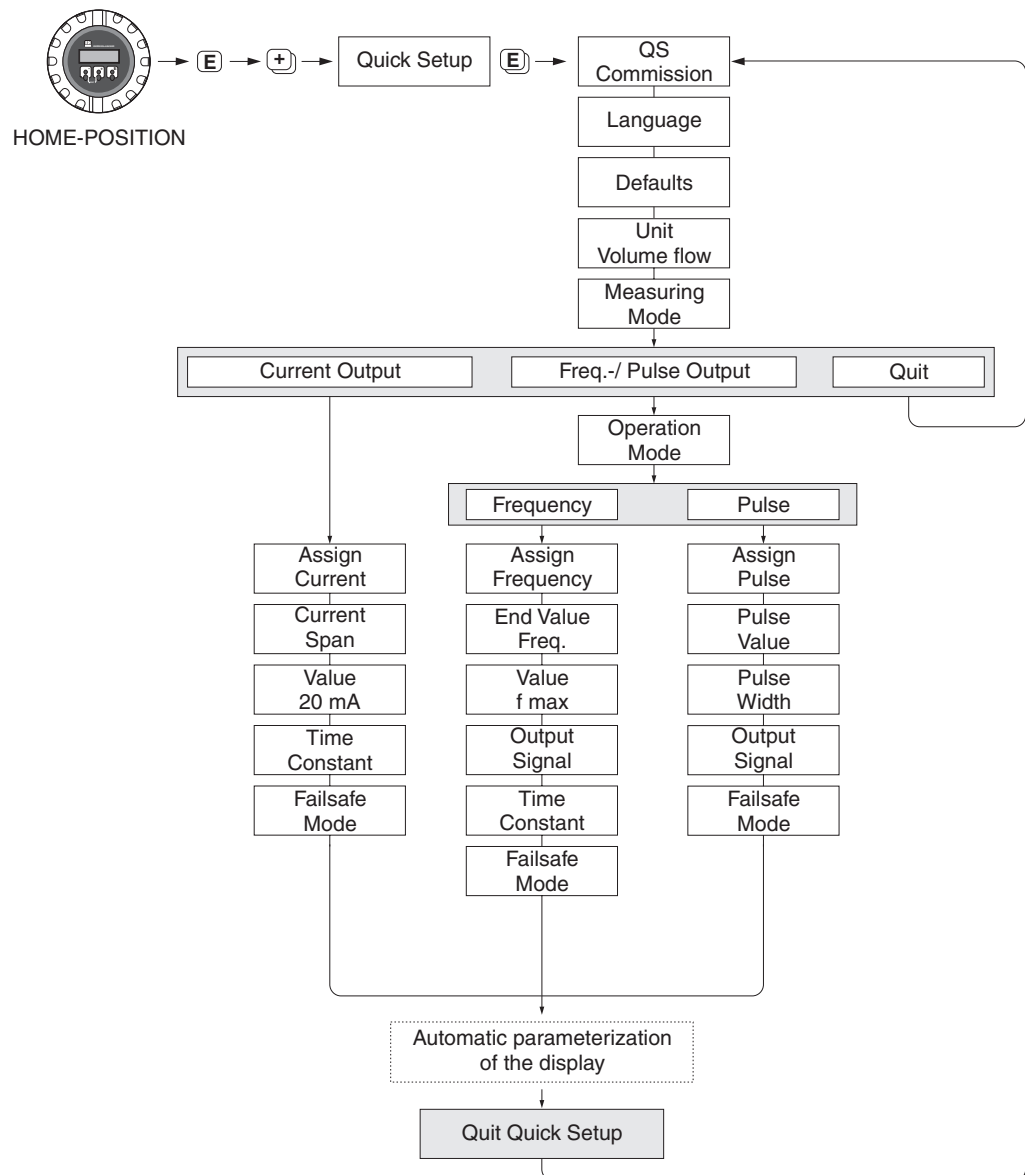 E
+
Quick Setup
E
QS
Commission
HOME-POSITION
Language
Defaults
Unit
Volume flow
Measuring
Mode
Current Output
Freq.-/ Pulse Output
Quit
Operation
Mode
Frequency
Pulse
Assign
Current
Current
Span
Value
20 mA
Time
Constant
Failsafe
Mode
Assign
Frequency
End Value
Freq.
Value
f max
Output
Signal
Time
Constant
Failsafe
Mode
Assign
Pulse
Pulse
Value
Pulse
Width
Output
Signal
Failsafe
Mode
Automatic parameterization
of the display
Quit Quick Setup